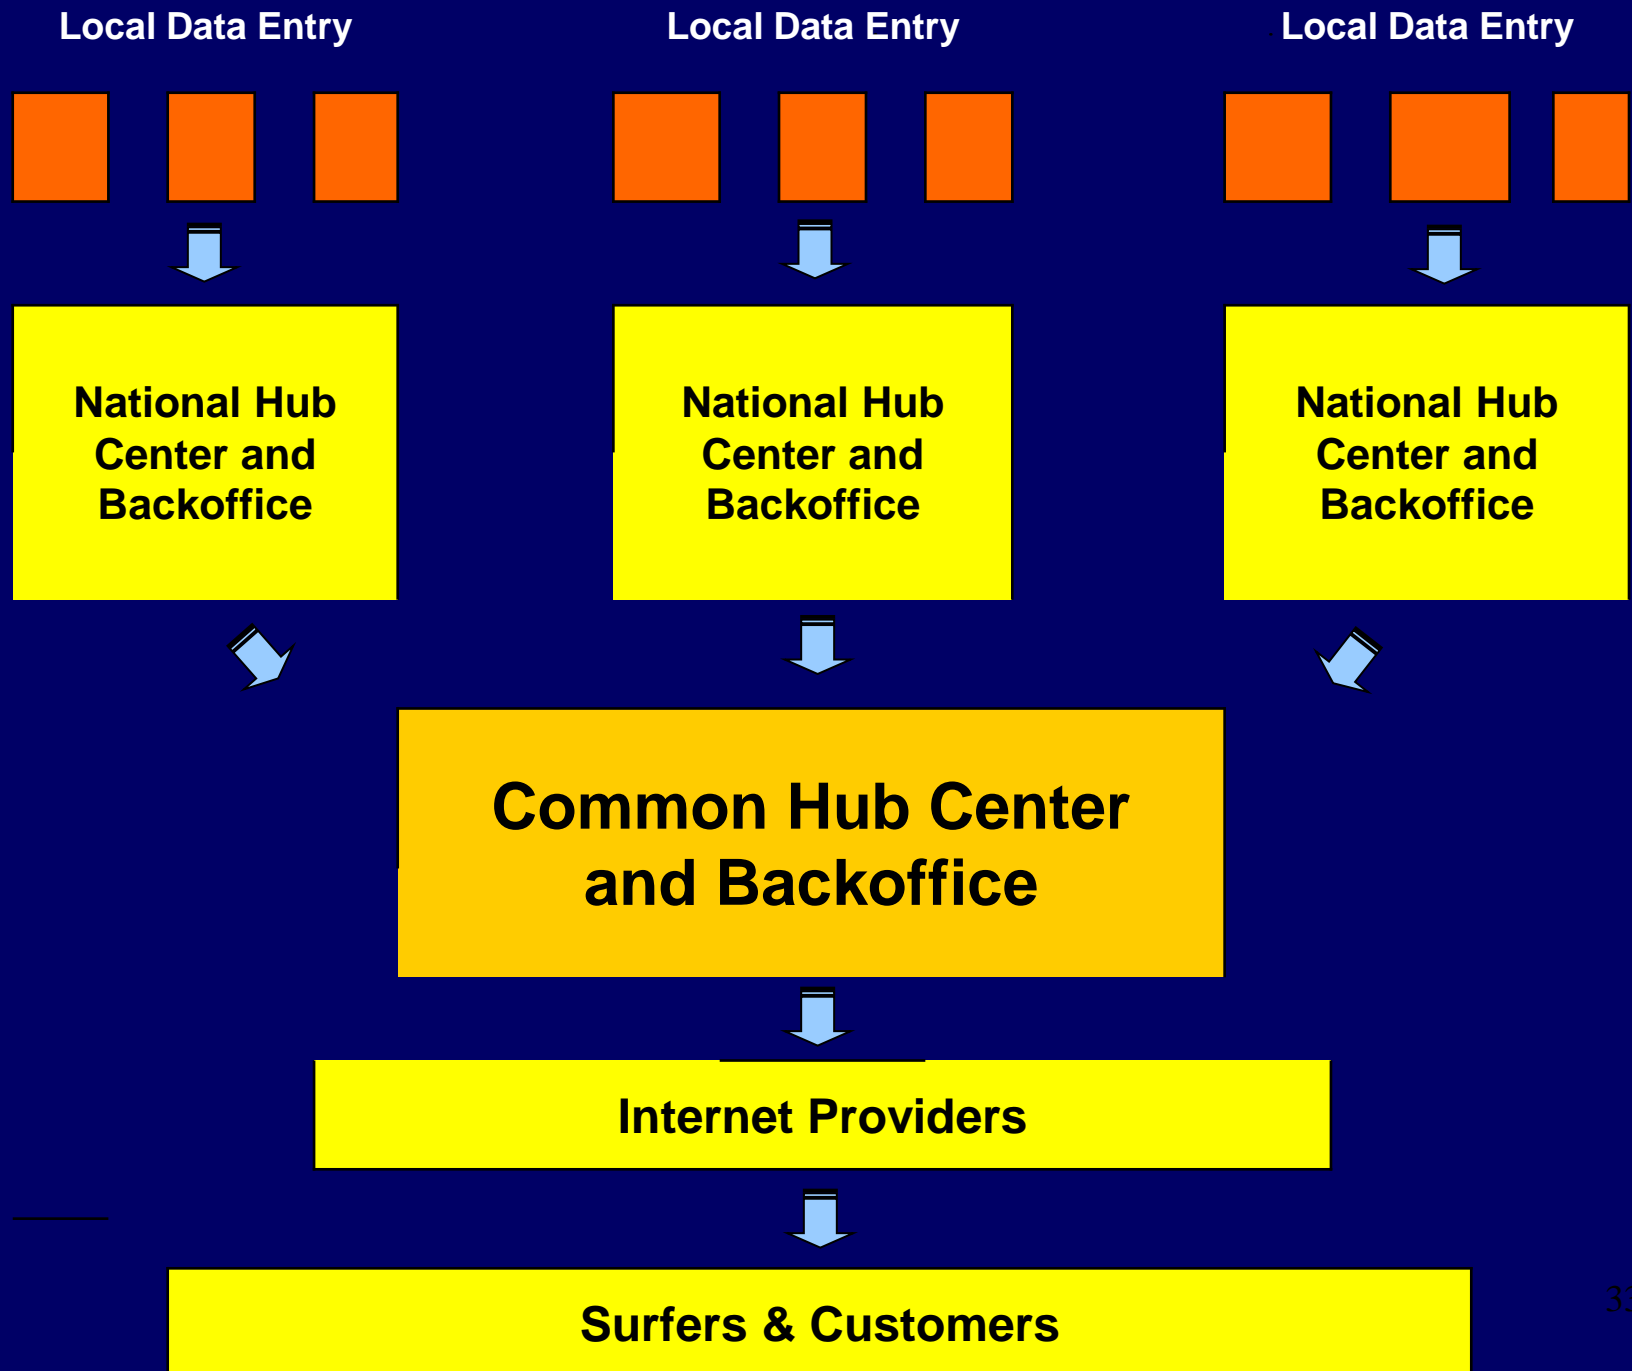 Local Data Entry
Local Data Entry
Local Data Entry
National Hub
Center and
Backoffice
National Hub
Center and
Backoffice
National Hub
Center and
Backoffice
Common Hub Center
and Backoffice
Internet Providers
Surfers & Customers